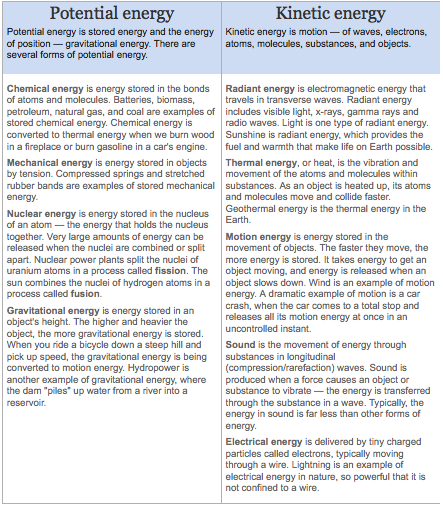 Potential energy
Potential energy is stored energy and the energy
of position — gravitational energy. There are
several forms of potential energy.
Kinetic energy
Kinetic energy is motion — of waves, electrons,
atoms, molecules, substances, and objects.
Chemical energy is energy stored in the bonds
of atoms and molecules. Batteries, biomass,
petroleum, natural gas, and coal are examples of
stored chemical energy. Chemical energy is
converted to thermal energy when we burn wood
in a fireplace or burn gasoline in a car's engine.
Mechanical energy is energy stored in objects
by tension. Compressed springs and stretched
rubber bands are examples of stored mechanical
energy.
Nuclear energy is energy stored in the nucleus
of an atom — the energy that holds the nucleus
together. Very large amounts of energy can be
released when the nuclei are combined or split
apart. Nuclear power plants split the nuclei of
uranium atoms in a process called fission. The
sun combines the nuclei of hydrogen atoms in a
process called fusion.
Gravitational energy is energy stored in an
object's height. The higher and heavier the
object, the more gravitational energy is stored.
When you ride a bicycle down a steep hill and
pick up speed, the gravitational energy is being
converted to motion energy. Hydropower is
another example of gravitational energy, where
the dam "piles" up water from a river into a
reservoir.
Radiant energy is electromagnetic energy that
travels in transverse waves. Radiant energy
includes visible light, x-rays, gamma rays and
radio waves. Light is one type of radiant energy.
Sunshine is radiant energy, which provides the
fuel and warmth that make life on Earth possible.
Thermal energy, or heat, is the vibration and
movement of the atoms and molecules within
substances. As an object is heated up, its atoms
and molecules move and collide faster.
Geothermal energy is the thermal energy in the
Earth.
Motion energy is energy stored in the
movement of objects. The faster they move, the
more energy is stored. It takes energy to get an
object moving, and energy is released when an
object slows down. Wind is an example of motion
energy. A dramatic example of motion is a car
crash, when the car comes to a total stop and
releases all its motion energy at once in an
uncontrolled instant.
Sound is the movement of energy through
substances in longitudinal
(compression/rarefaction) waves. Sound is
produced when a force causes an object or
substance to vibrate — the energy is transferred
through the substance in a wave. Typically, the
energy in sound is far less than other forms of
energy.
Electrical energy is delivered by tiny charged
particles called electrons, typically moving
through a wire. Lightning is an example of
electrical energy in nature, so powerful that it is
not confined to a wire.